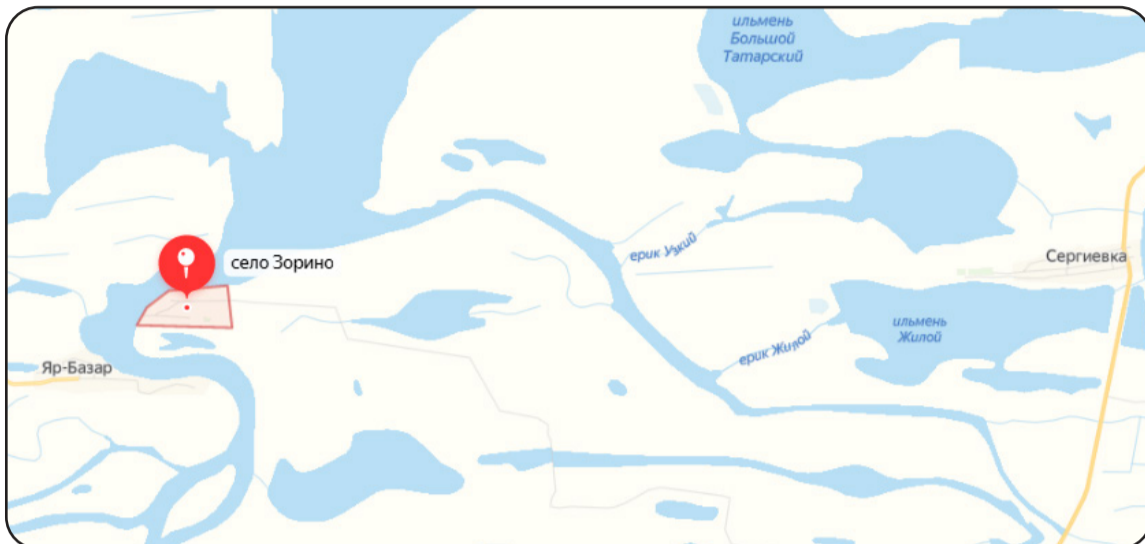 ильмень
Большой
Татарский
ерик Узкий
село Зорино
Сергиевка
ильмень
Жилой
ерик Жилой
Яр-Базар